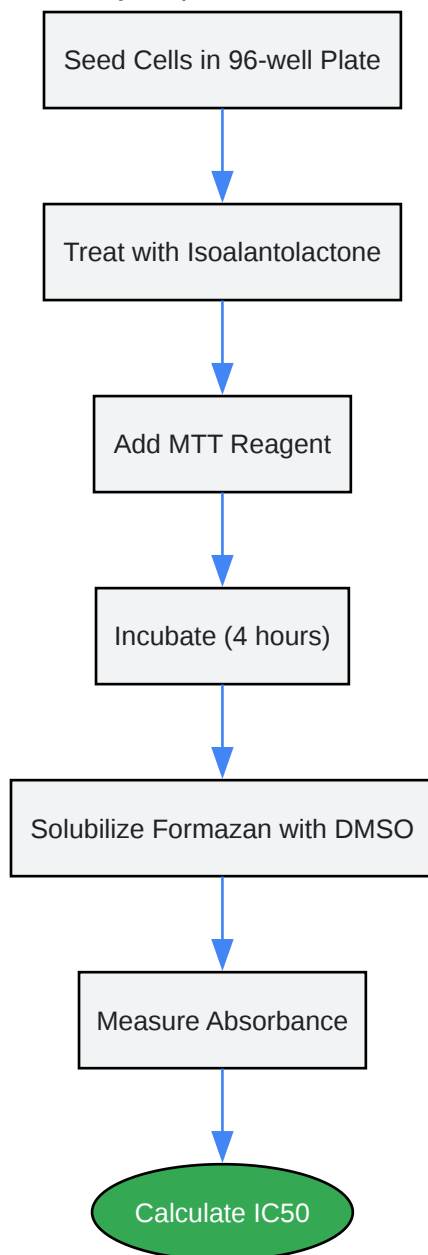 Seed Cells in 96-well Plate
Treat with Isoalantolactone
Add MTT Reagent
Incubate (4 hours)
Solubilize Formazan with DMSO
Measure Absorbance
Calculate IC50